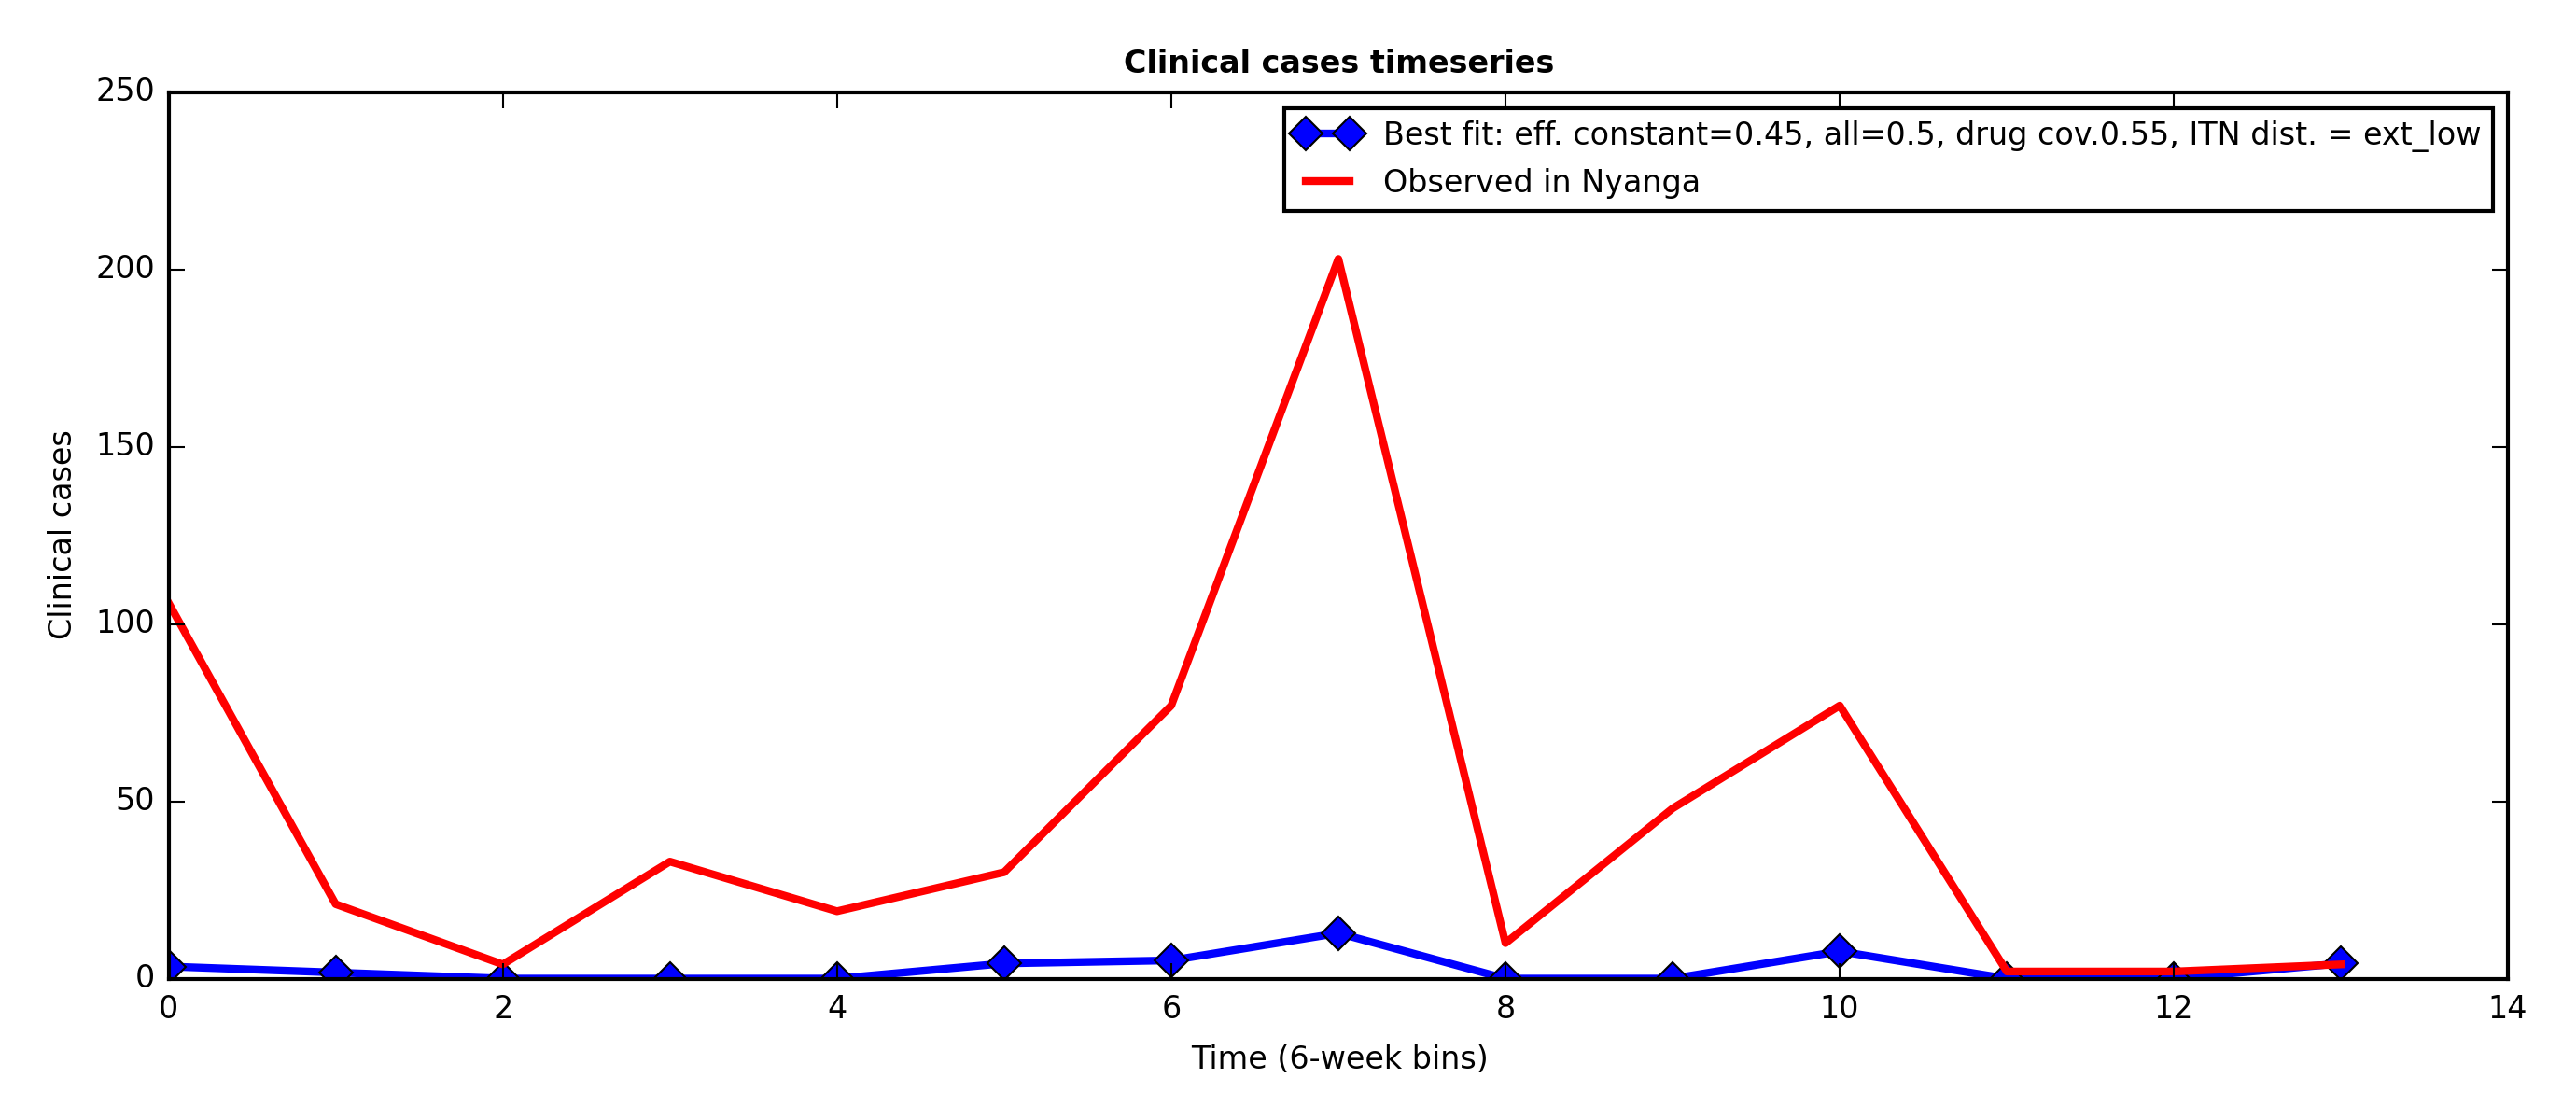 Clinical cases timeseries
250
200
150
100
50
0
Clinical cases
Best fit: eff. constant=0.45, all=0.5, drug cov.0.55, ITN dist. = ext_low
Observed in Nyanga
0 2 4 6 8 10 12 14
Time (6-week bins)